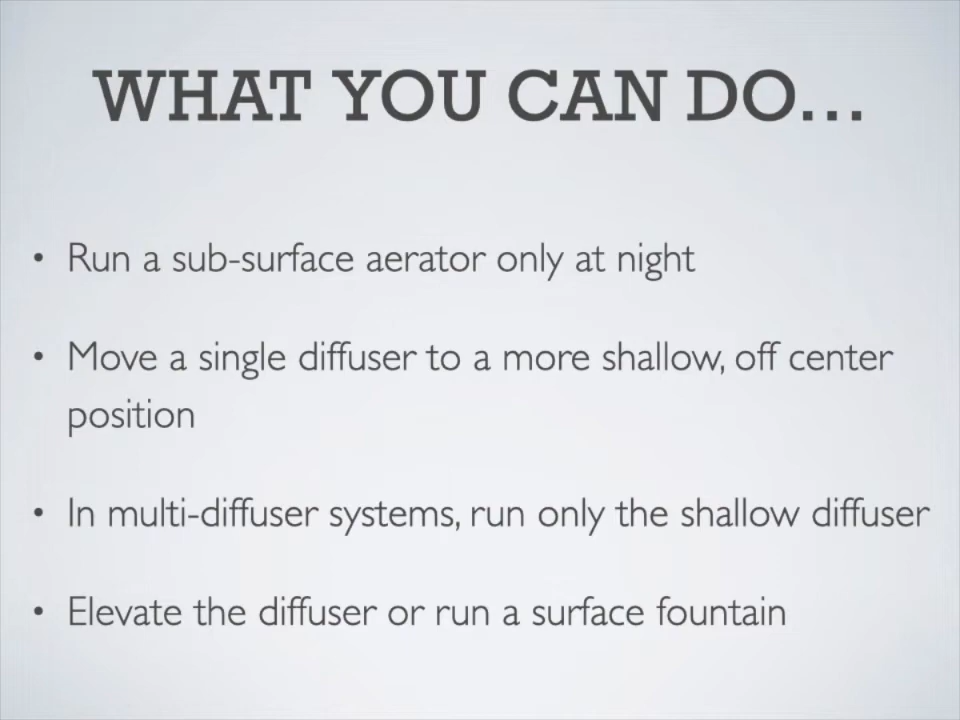 WHAT YOU CAN DO...
• Run a sub-surface aerator only at night
• Move a single diffuser to a more shallow, off center
position
• In multi-diffuser systems, run only the shallow diffuser
• Elevate the diffuser or run a surface fountain